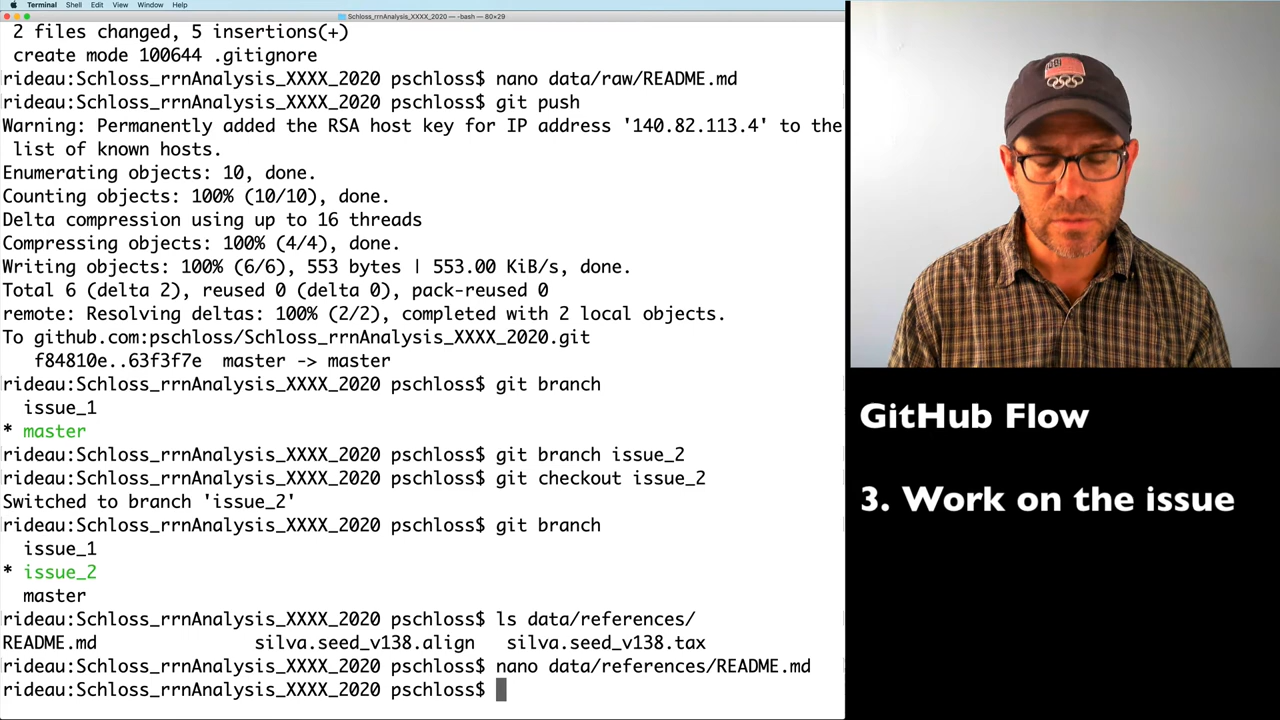 Terminal Shell Edit View Window Help
Schloss_rrnAnalysis_XXXX_2020 — -bash — 80×29
2 files changed, 5 insertions(+)
create mode 100644 .gitignore
rideau:Schloss_rrnAnalysis_XXXX_2020 pschloss$ nano data/raw/README.md
rideau:Schloss_rrnAnalysis_XXXX_2020 pschloss$ git push
Warning: Permanently added the RSA host key for IP address '140.82.113.4' to the
list of known hosts.
Enumerating objects: 10, done.
Counting objects: 100% (10/10), done.
Delta compression using up to 16 threads
Compressing objects: 100% (4/4), done.
Writing objects: 100% (6/6), 553 bytes | 553.00 KiB/s, done.
Total 6 (delta 2), reused 0 (delta 0), pack-reused 0
remote: Resolving deltas: 100% (2/2), completed with 2 local objects.
To github.com:pschloss/Schloss_rrnAnalysis_XXXX_2020.git
f84810e..63f3f7e master -> master
rideau:Schloss_rrnAnalysis_XXXX_2020 pschloss$ git branch
issue_1
* master
rideau:Schloss_rrnAnalysis_XXXX_2020 pschloss$ git branch issue_2
rideau:Schloss_rrnAnalysis_XXXX_2020 pschloss$ git checkout issue_2
Switched to branch 'issue_2'
rideau:Schloss_rrnAnalysis_XXXX_2020 pschloss$ git branch
issue_1
* issue_2
master
rideau:Schloss_rrnAnalysis_XXXX_2020 pschloss$ ls data/references/
README.md silva.seed_v138.align silva.seed_v138.tax
rideau:Schloss_rrnAnalysis_XXXX_2020 pschloss$ nano data/references/README.md
rideau:Schloss_rrnAnalysis_XXXX_2020 pschloss$
GitHub Flow
3. Work on the issue